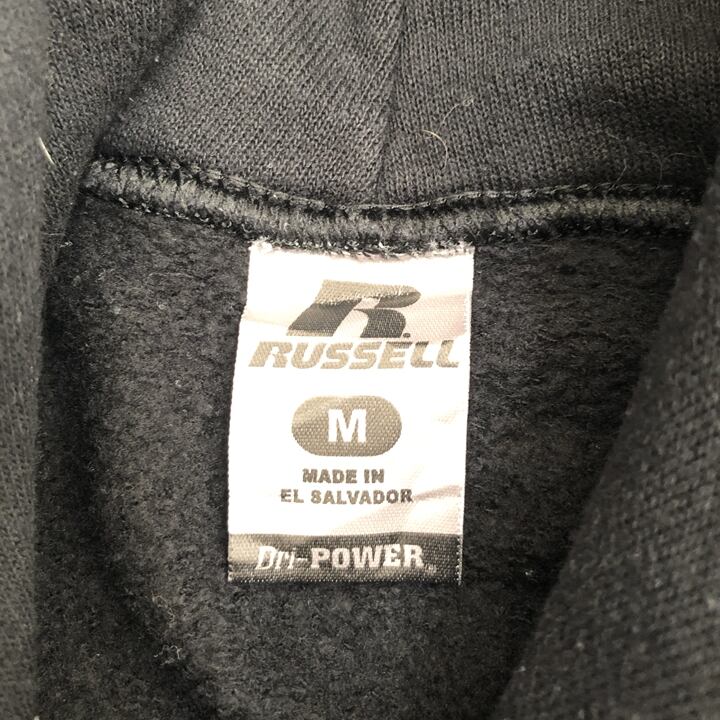 R
RUSSELL
M
MADE IN
EL SALVADOR
Dri-POWER®